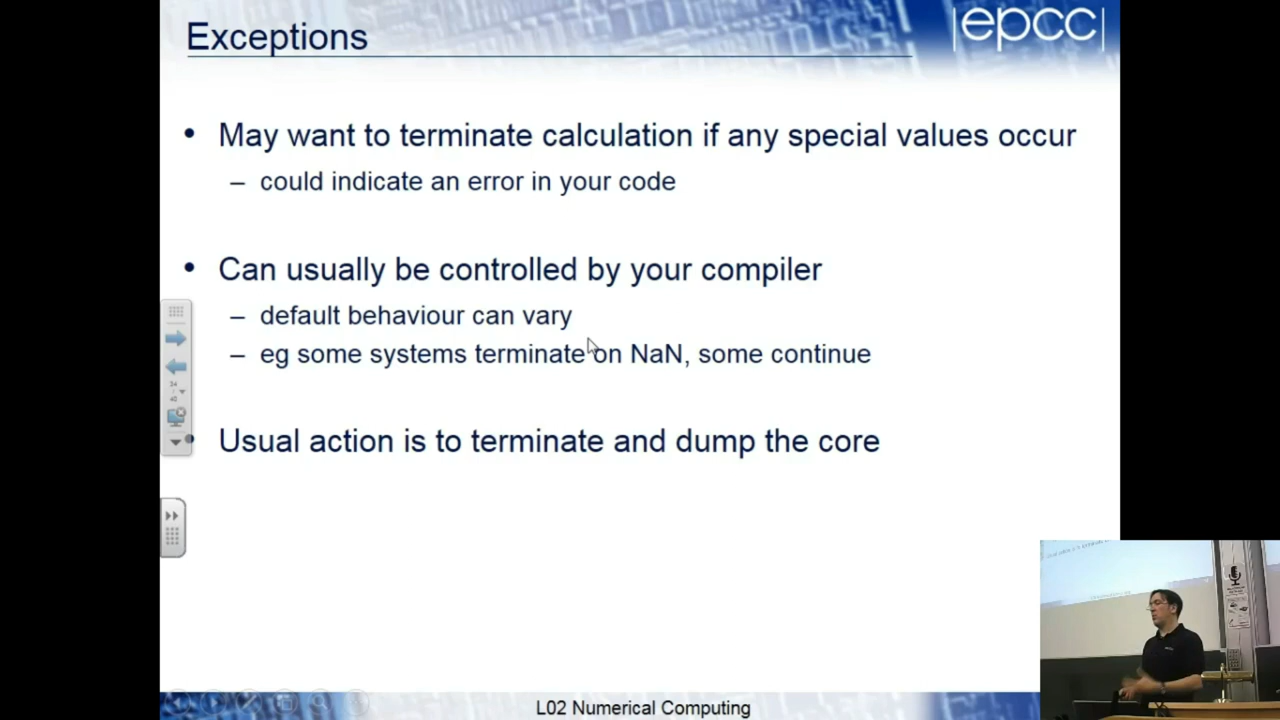 Exceptions
|epcc|
• May want to terminate calculation if any special values occur
– could indicate an error in your code
• Can usually be controlled by your compiler
– default behaviour can vary
– eg some systems terminate on NaN, some continue
• Usual action is to terminate and dump the core
L02 Numerical Computing